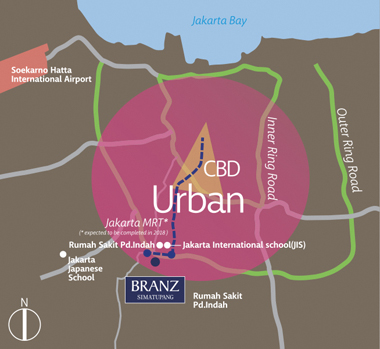 Jakarta Bay
Soekarno Hatta
International Airport
Inner Ring Road
Outer Ring Road
CBD
Urban
Jakarta MRT*
(* expected to be completed in 2018)
Rumah Sakit Pd.Indah
Jakarta International school(JIS)
Jakarta
Japanese
School
BRANZ
SIMATUPANG
Rumah Sakit
Pd.Indah
N